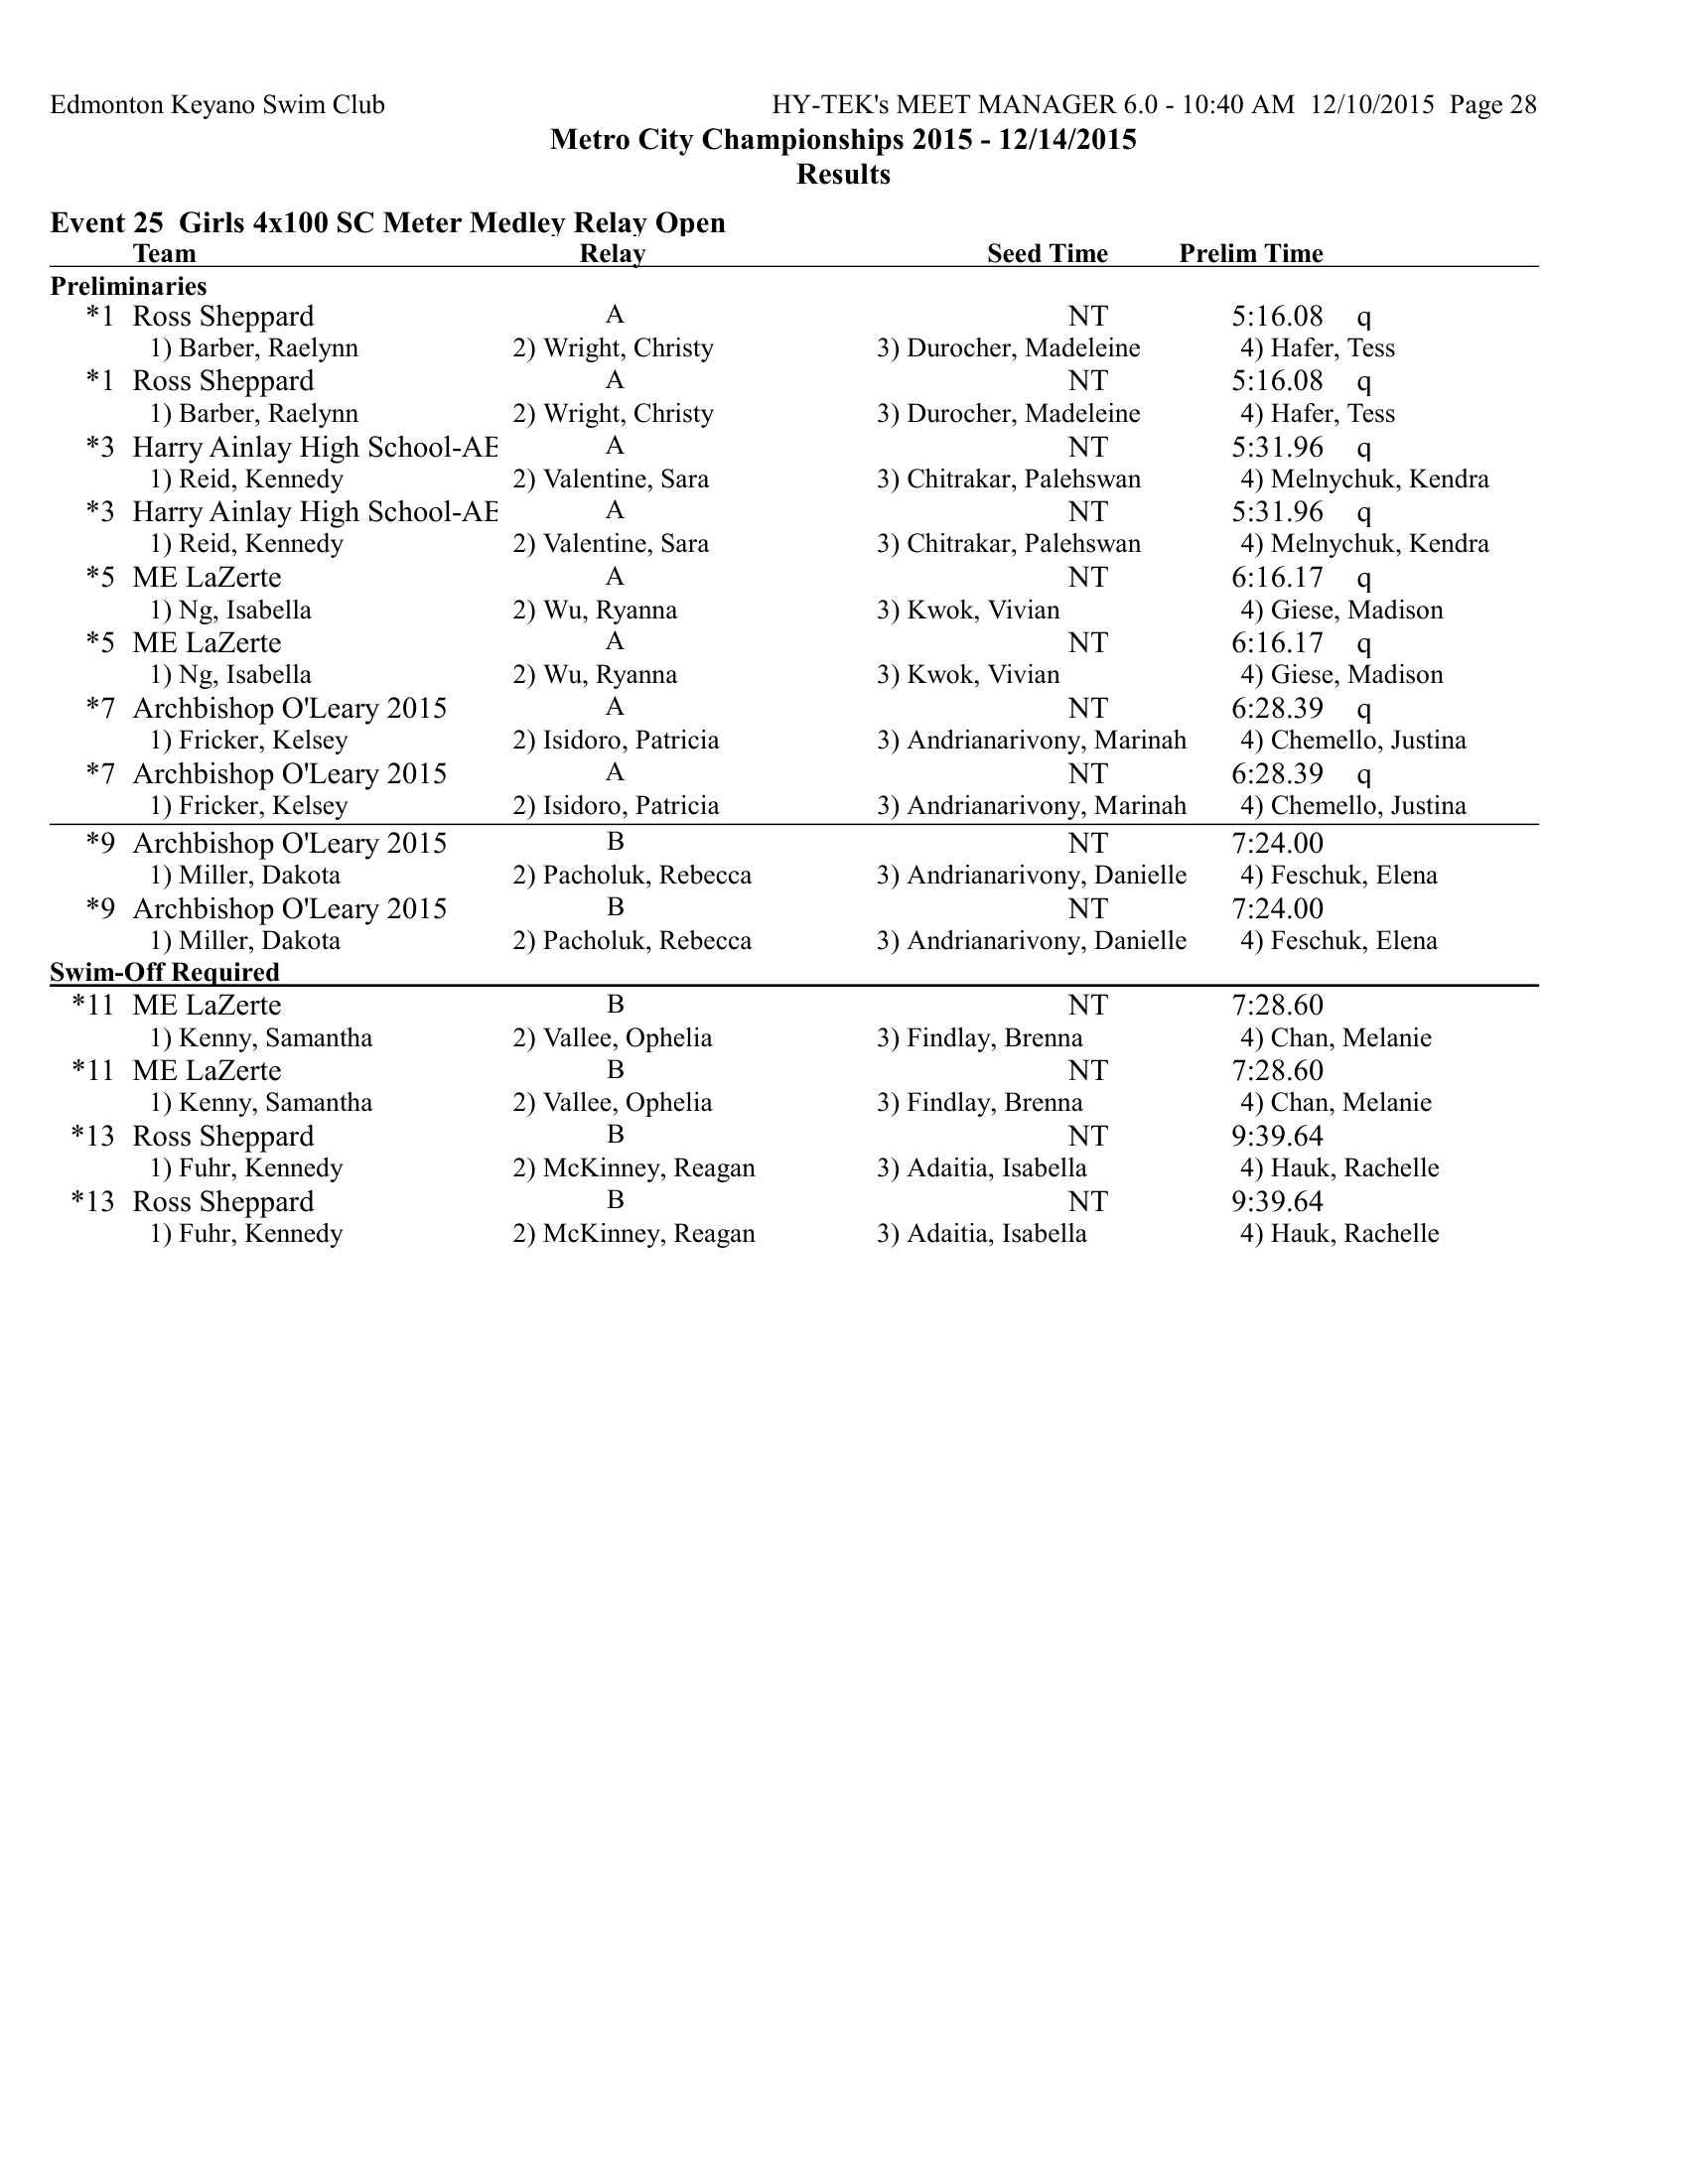 Edmonton Keyano Swim Club HY-TEK's MEET MANAGER 6.0 - 10:40 AM 12/10/2015 Page 28
Metro City Championships 2015 - 12/14/2015
Results
Event 25 Girls 4x100 SC Meter Medley Relay Open
Team Relay Seed Time Prelim Time
Preliminaries
*1 Ross Sheppard A NT 5:16.08 q
1) Barber, Raelynn 2) Wright, Christy 3) Durocher, Madeleine 4) Hafer, Tess
*1 Ross Sheppard A NT 5:16.08 q
1) Barber, Raelynn 2) Wright, Christy 3) Durocher, Madeleine 4) Hafer, Tess
*3 Harry Ainlay High School-AB A NT 5:31.96 q
1) Reid, Kennedy 2) Valentine, Sara 3) Chitrakar, Palehswan 4) Melnychuk, Kendra
*3 Harry Ainlay High School-AB A NT 5:31.96 q
1) Reid, Kennedy 2) Valentine, Sara 3) Chitrakar, Palehswan 4) Melnychuk, Kendra
*5 ME LaZerte A NT 6:16.17 q
1) Ng, Isabella 2) Wu, Ryanna 3) Kwok, Vivian 4) Giese, Madison
*5 ME LaZerte A NT 6:16.17 q
1) Ng, Isabella 2) Wu, Ryanna 3) Kwok, Vivian 4) Giese, Madison
*7 Archbishop O'Leary 2015 A NT 6:28.39 q
1) Fricker, Kelsey 2) Isidoro, Patricia 3) Andrianarivony, Marinah 4) Chemello, Justina
*7 Archbishop O'Leary 2015 A NT 6:28.39 q
1) Fricker, Kelsey 2) Isidoro, Patricia 3) Andrianarivony, Marinah 4) Chemello, Justina
*9 Archbishop O'Leary 2015 B NT 7:24.00
1) Miller, Dakota 2) Pacholuk, Rebecca 3) Andrianarivony, Danielle 4) Feschuk, Elena
*9 Archbishop O'Leary 2015 B NT 7:24.00
1) Miller, Dakota 2) Pacholuk, Rebecca 3) Andrianarivony, Danielle 4) Feschuk, Elena
Swim-Off Required
*11 ME LaZerte B NT 7:28.60
1) Kenny, Samantha 2) Vallee, Ophelia 3) Findlay, Brenna 4) Chan, Melanie
*11 ME LaZerte B NT 7:28.60
1) Kenny, Samantha 2) Vallee, Ophelia 3) Findlay, Brenna 4) Chan, Melanie
*13 Ross Sheppard B NT 9:39.64
1) Fuhr, Kennedy 2) McKinney, Reagan 3) Adaitia, Isabella 4) Hauk, Rachelle
*13 Ross Sheppard B NT 9:39.64
1) Fuhr, Kennedy 2) McKinney, Reagan 3) Adaitia, Isabella 4) Hauk, Rachelle